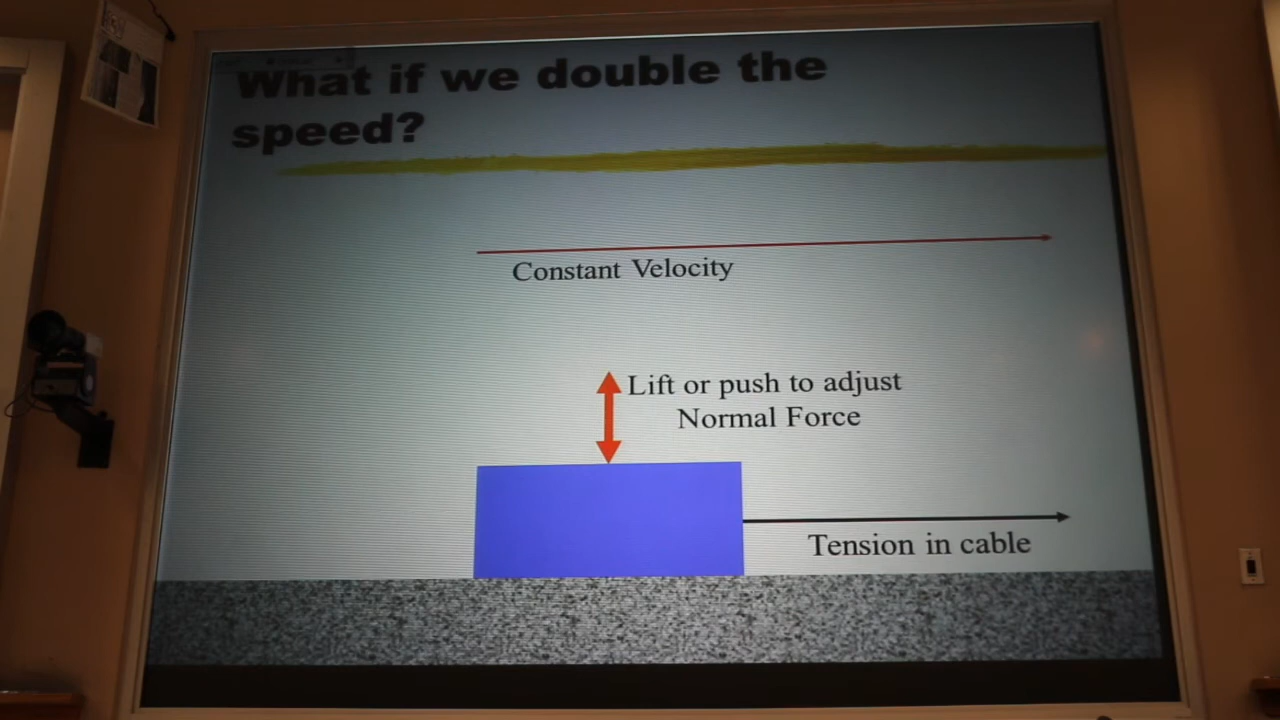 What if we double the
speed?
Constant Velocity
Lift or push to adjust
Normal Force
Tension in cable